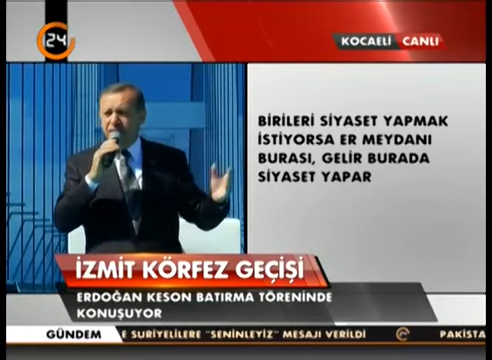 24
KOCAELİ CANLI
BİRİLERİ SİYASET YAPMAK
İSTİYORSA ER MEYDANI
BURASI, GELİR BURADA
SİYASET YAPAR
İZMİT KÖRFEZ GEÇİŞİ
ERDOĞAN KESON BATIRMA TÖRENİNDE
KONUŞUYOR
GÜNDEM E SURİYELİLERE "SENİNLEYİZ" MESAJI VERİLDİ PAKİSTA